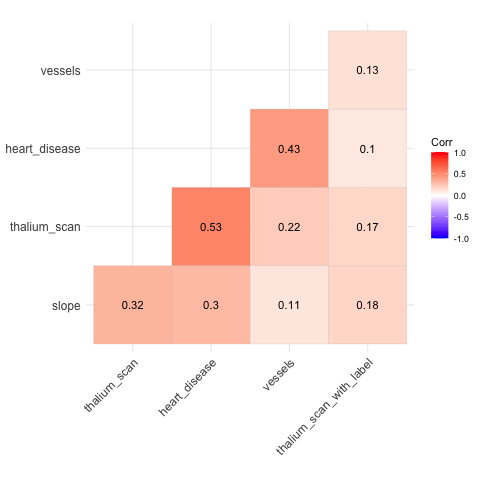 vessels
0.13
heart_disease
0.43
0.1
thalium_scan
0.53
0.22
0.17
slope
0.32
0.3
0.11
0.18
thalium_scan
heart_disease
vessels
thalium_scan_with_label
Corr
1.0
0.5
0.0
-0.5
-1.0